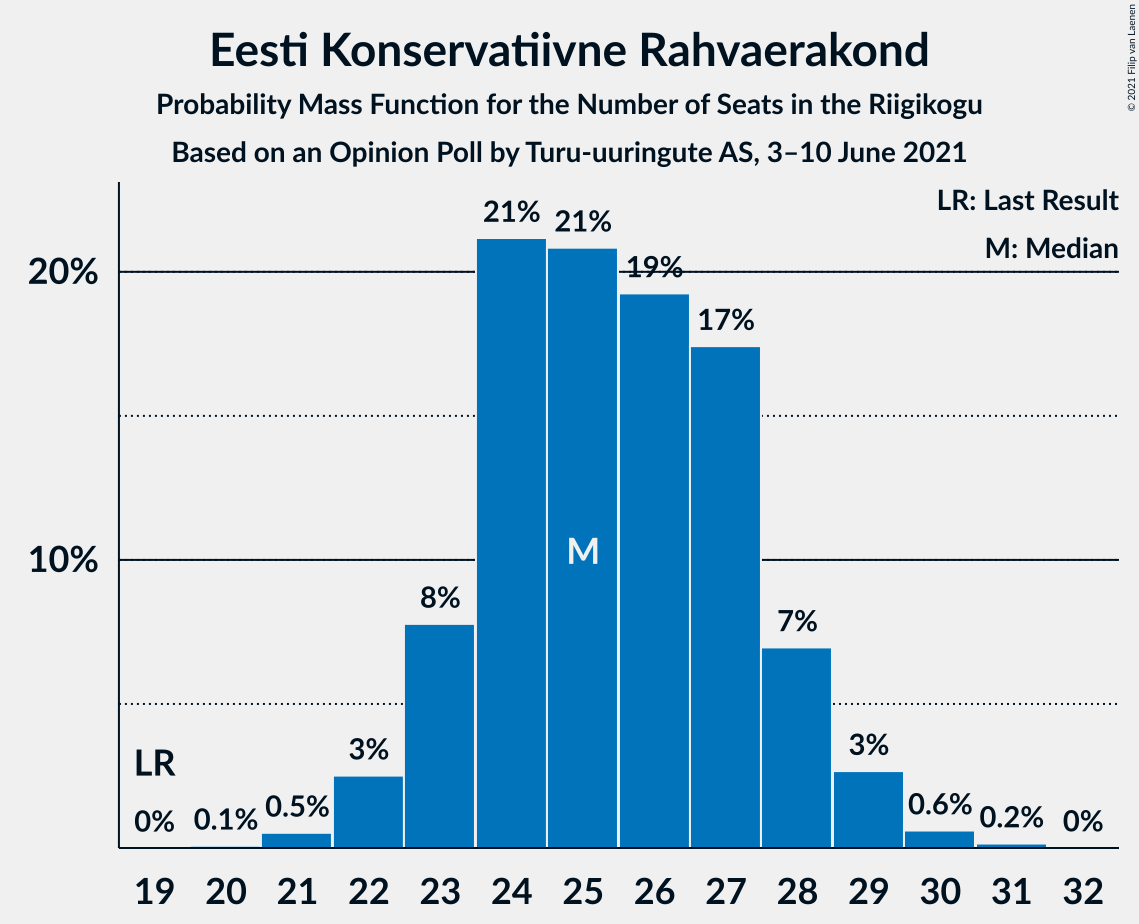 Eesti Konservatiivne Rahvaerakond
Probability Mass Function for the Number of Seats in the Riigikogu
Based on an Opinion Poll by Turu-uuringute AS, 3–10 June 2021
© 2021 Filip van Laenen
LR: Last Result
M: Median
20%
10%
LR
0%
0.1%
0.5%
3%
8%
21%
21%
19%
17%
7%
3%
0.6%
0.2%
0%
M
19 20 21 22 23 24 25 26 27 28 29 30 31 32